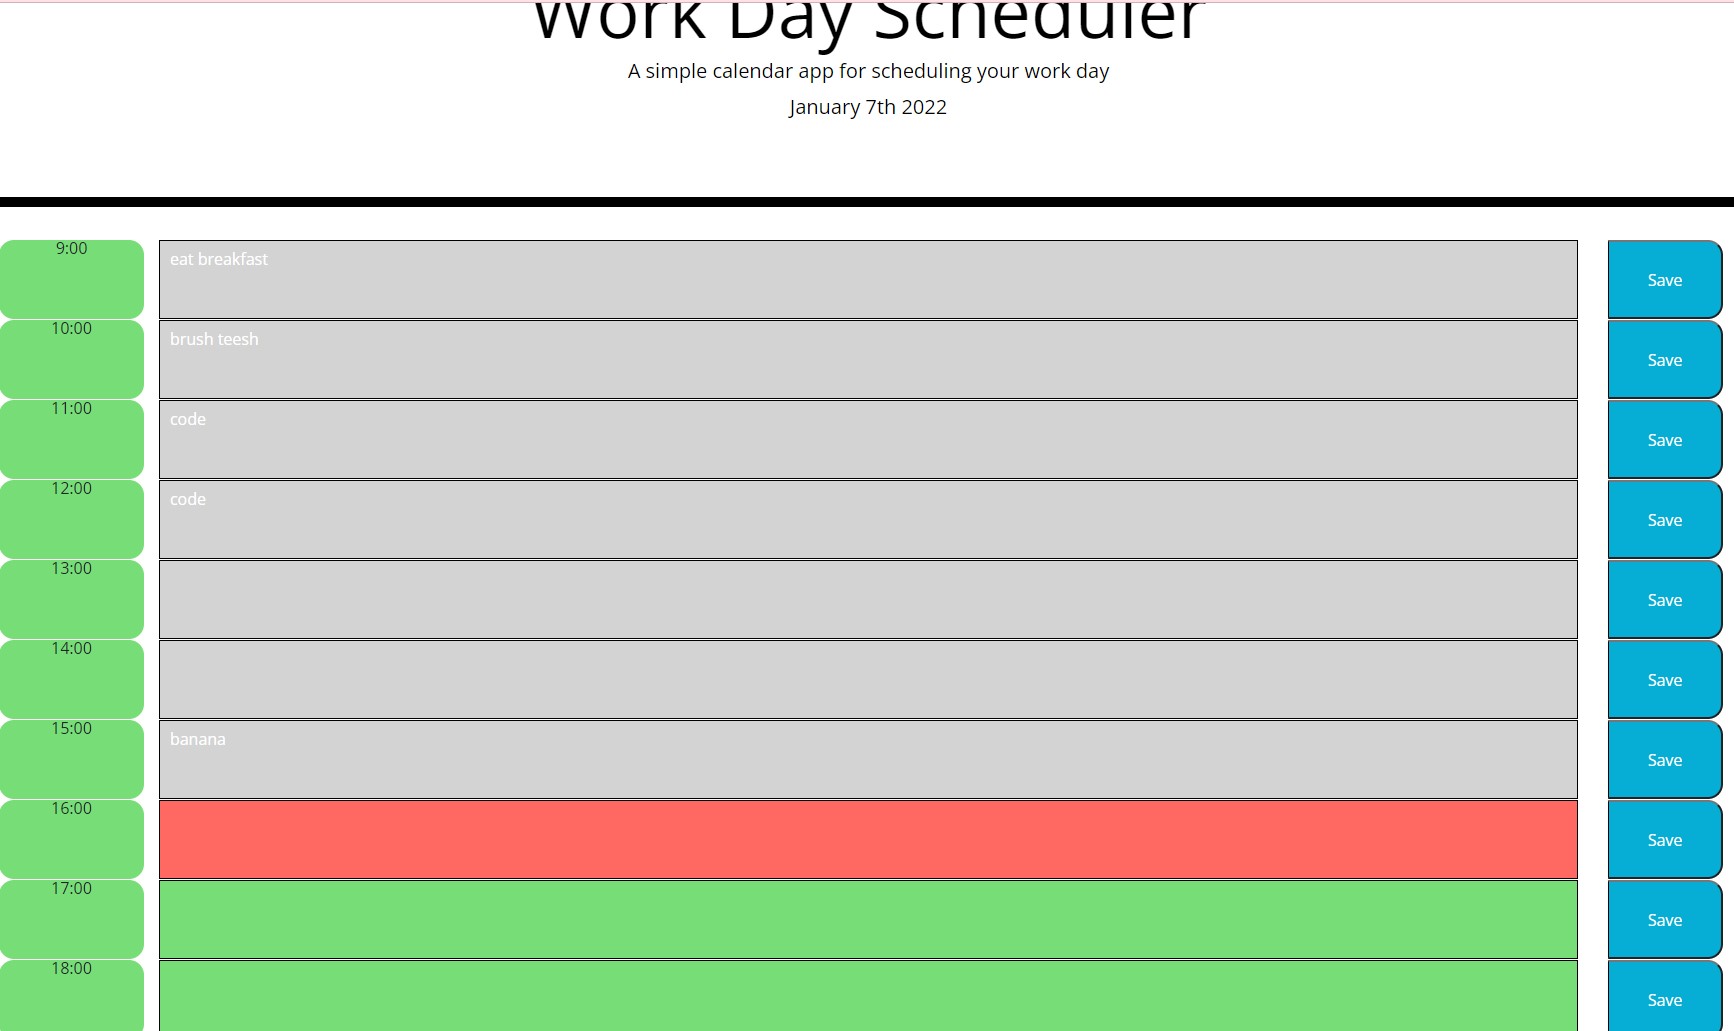 Work Day Scheduler
A simple calendar app for scheduling your work day
January 7th 2022
9:00 eat breakfast Save
10:00 brush teesh Save
11:00 code Save
12:00 code Save
13:00 Save
14:00 Save
15:00 banana Save
16:00 Save
17:00 Save
18:00 Save